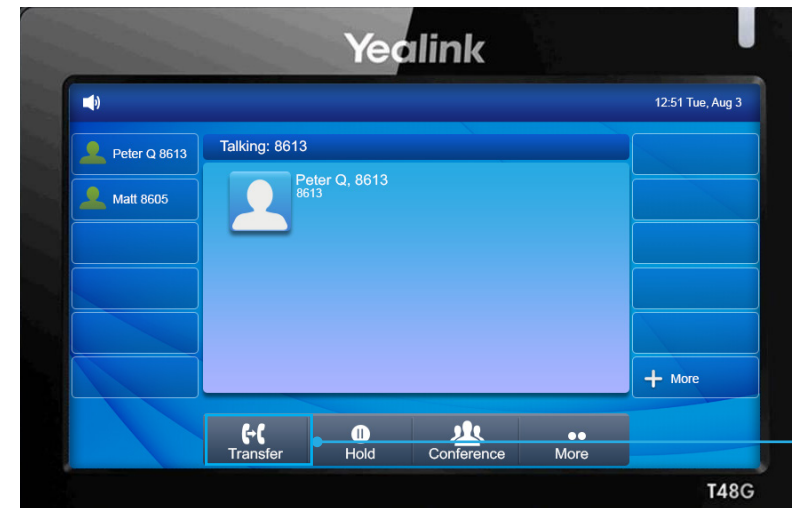 Yealink
12:51 Tue, Aug 3
Peter Q 8613
Talking: 8613
Peter Q, 8613
8613
Matt 8605
More
Transfer
Hold
Conference
More
T48G